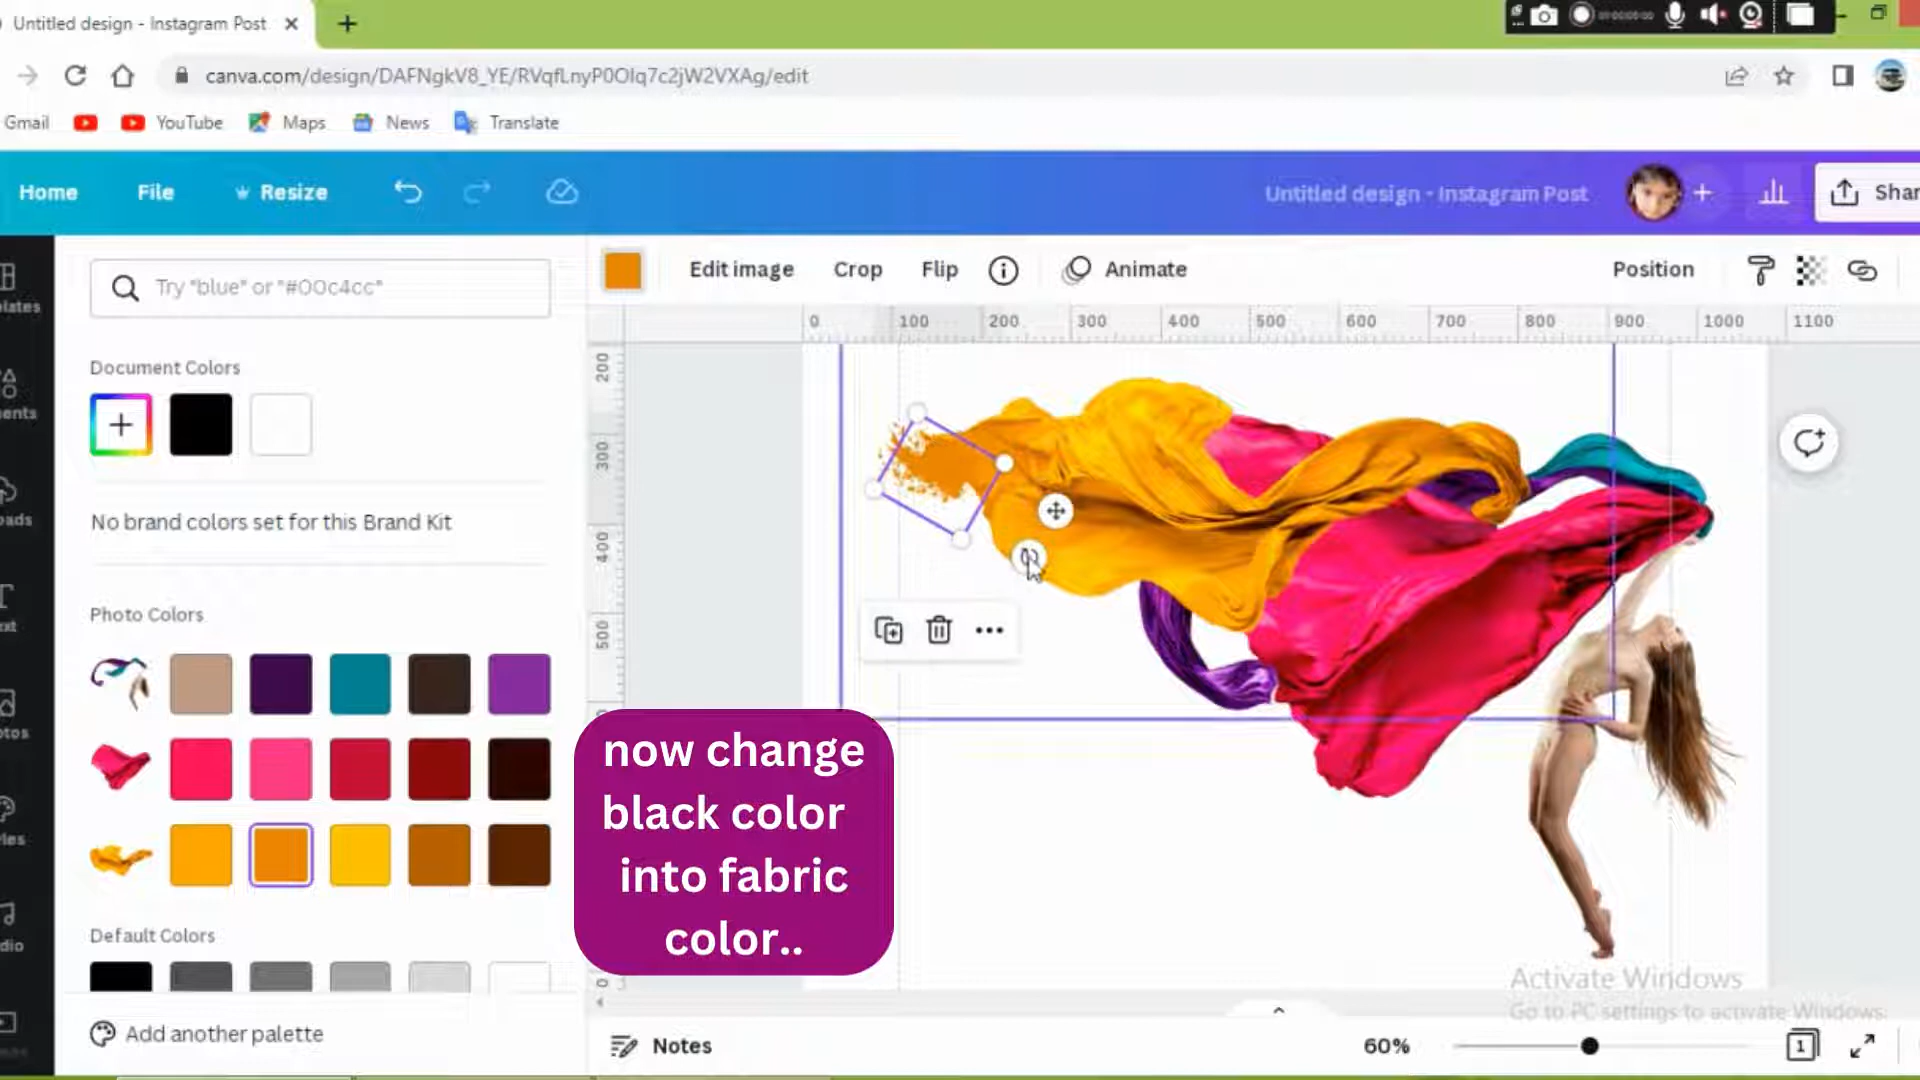 Untitled design - Instagram Post
canva.com/design/DAFNgkV8_YE/RVqfLnyP0OIq7c2jW2VXAg/edit
Gmail YouTube Maps News Translate
Home File Resize Untitled design - Instagram Post Shar
Try "blue" or "#00c4cc" Edit image Crop Flip Animate Position
0 100 200 300 400 500 600 700 800 900 1000 1100
200
300
400
500
Document Colors
No brand colors set for this Brand Kit
Photo Colors
Default Colors
Add another palette
now change
black color
into fabric
color..
Activate Windows
Go to PC settings to activate Windows.
Notes 60% 1